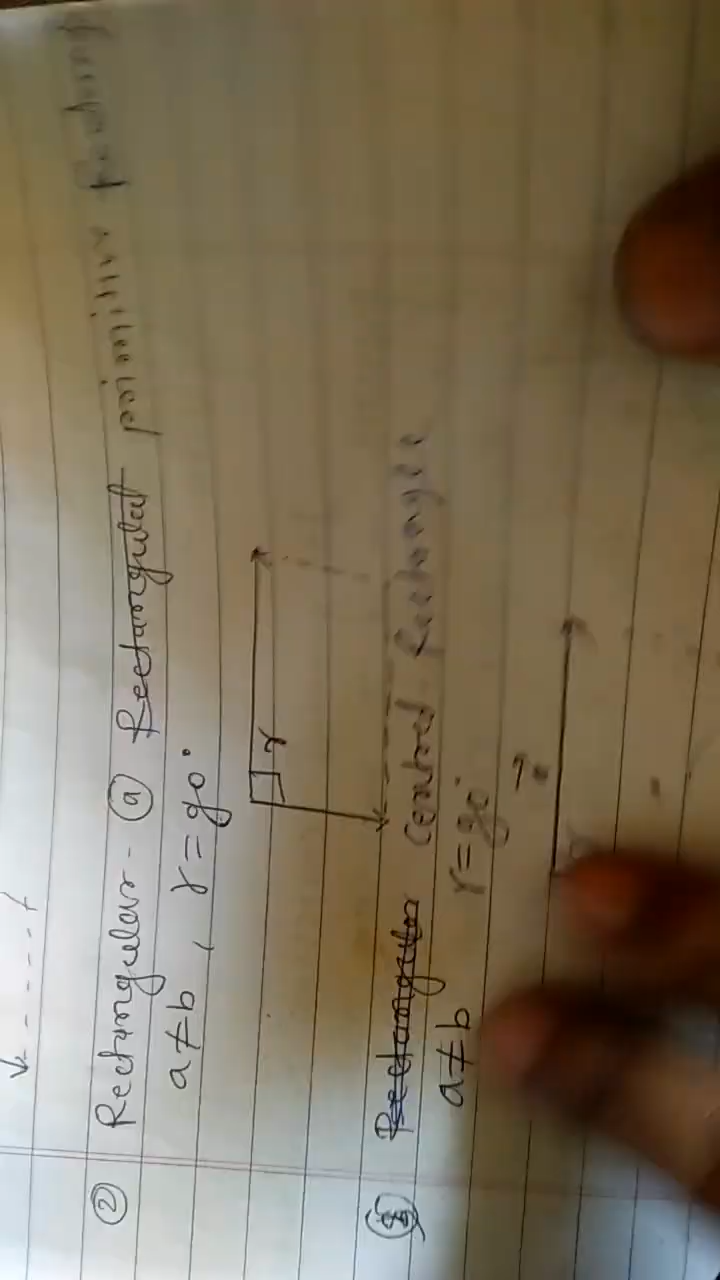 ② Rectangular - ⓐ Rectangular primitive
a≠b, γ=90°
γ
Rectangular Centred Rectangle
a≠b γ=90°